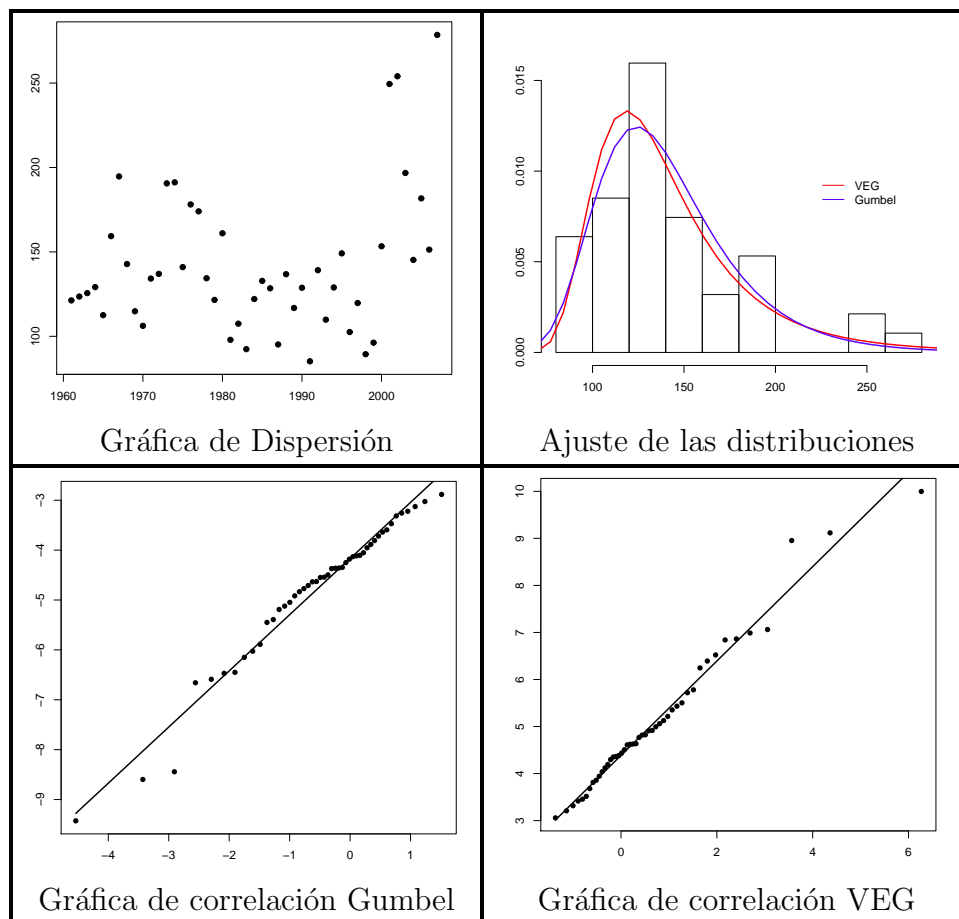 250
200
150
100
1960 1970 1980 1990 2000
Gráfica de Dispersión
0.015
0.010
0.005
0.000
100 150 200 250
VEG
Gumbel
Ajuste de las distribuciones
−3
−4
−5
−6
−7
−8
−9
−4 −3 −2 −1 0 1
Gráfica de correlación Gumbel
10
9
8
7
6
5
4
3
0 2 4 6
Gráfica de correlación VEG